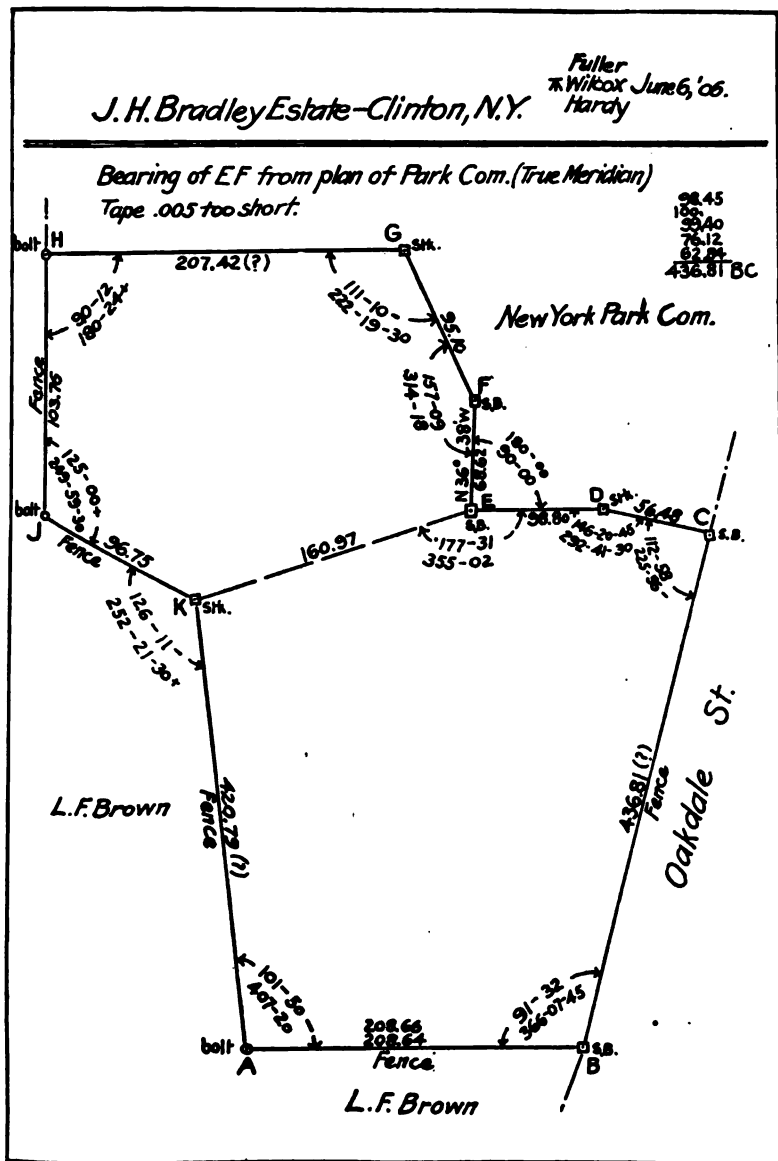 Fuller
⊼ Wilcox June 6,'06.
Hardy
J.H. Bradley Estate-Clinton, N.Y.
Bearing of EF from plan of Park Com. (True Meridian)
Tape .005 too short.
98.45
100.
99.40
76.12
62.84
436.81 BC
bolt H
G Stk.
207.42 (?)
90-12
180-24+
111-10-
222-19-30
95.18
New York Park Com.
Fence
103.76
157-09
314-18
F
S.B.
N 36° 38' W.
68.62
180-00
90-00
125-00+
249-59-30
bolt
J
E
S.B.
D Stk.
98.80
56.48
C S.B.
146-20-45+
292-41-30
112-58
225-56-
96.75
Fence
160.97
177-31
355-02
K Stk.
126-11-
252-21-30+
L.F. Brown
420.79 (?)
Fence
436.81 (?)
Fence
Oakdale St.
101-50
407-20
91-32
366-07-45
208.66
208.64
bolt
A
Fence
B S.B.
L.F. Brown